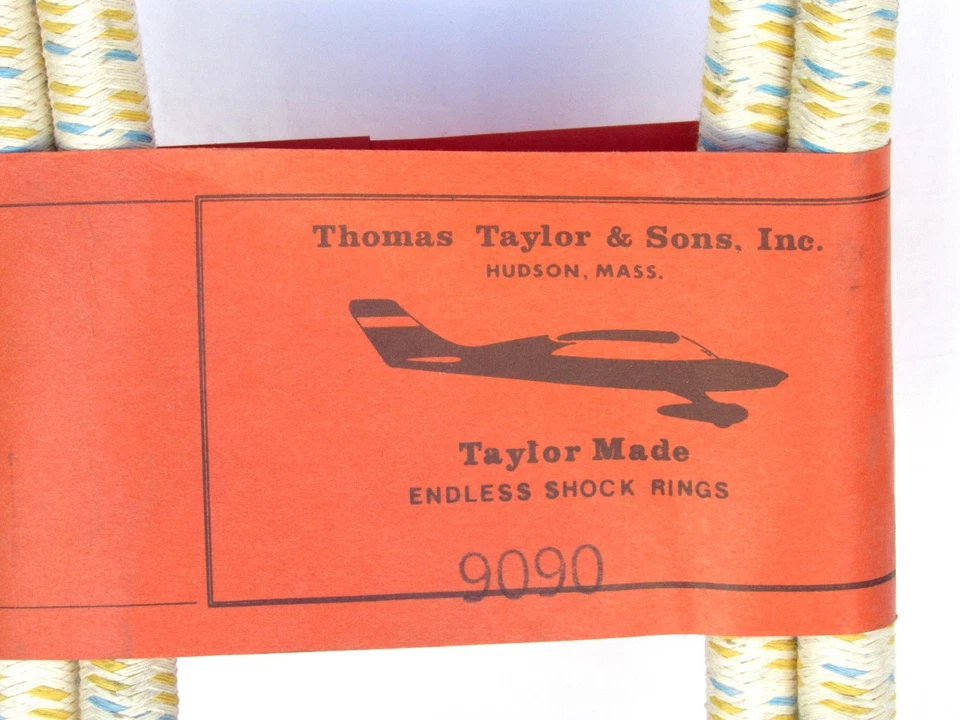 Thomas Taylor & Sons, Inc.
HUDSON, MASS.
Taylor Made
ENDLESS SHOCK RINGS
9090